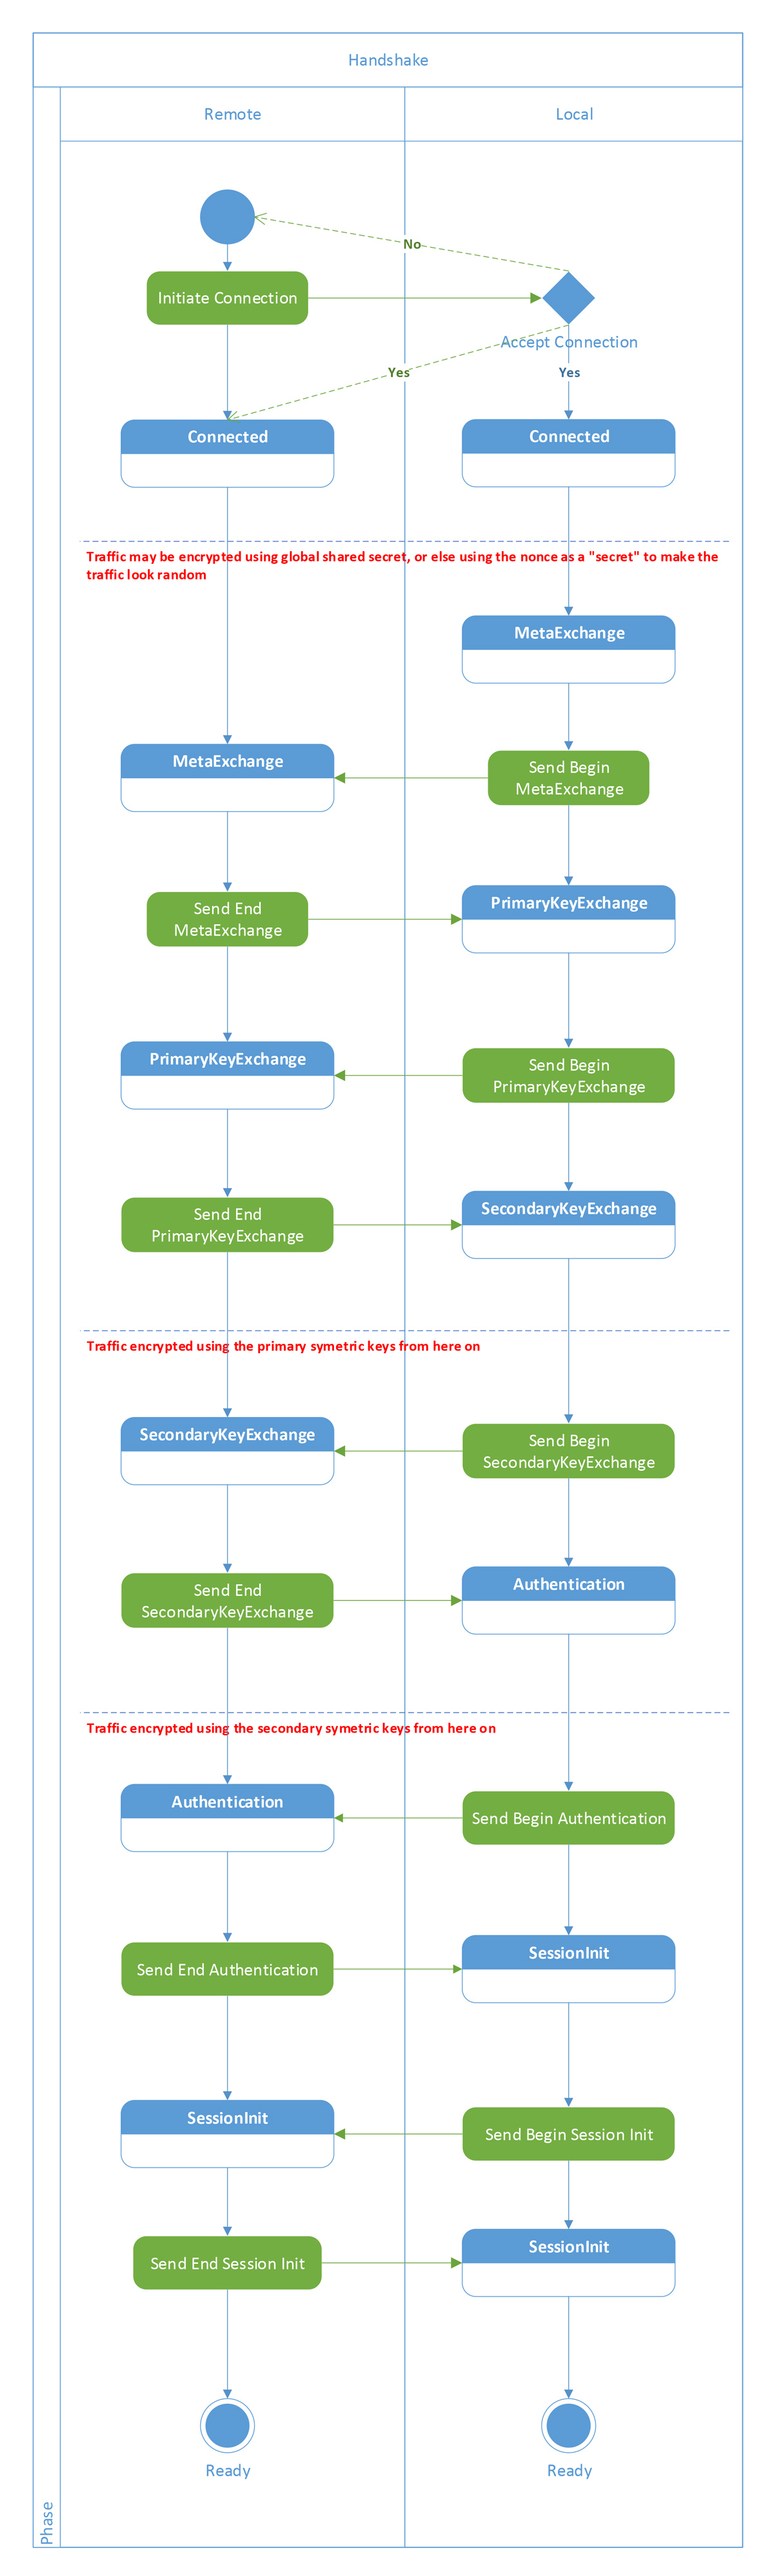 Handshake
Remote
Local
No
Initiate Connection
Accept Connection
Yes
Yes
Connected
Connected
Traffic may be encrypted using global shared secret, or else using the nonce as a "secret" to make the
traffic look random
MetaExchange
MetaExchange
Send Begin
MetaExchange
Send End
MetaExchange
PrimaryKeyExchange
PrimaryKeyExchange
Send Begin
PrimaryKeyExchange
Send End
PrimaryKeyExchange
SecondaryKeyExchange
Traffic encrypted using the primary symetric keys from here on
SecondaryKeyExchange
Send Begin
SecondaryKeyExchange
Send End
SecondaryKeyExchange
Authentication
Traffic encrypted using the secondary symetric keys from here on
Authentication
Send Begin Authentication
Send End Authentication
SessionInit
SessionInit
Send Begin Session Init
Send End Session Init
SessionInit
Ready
Ready
Phase